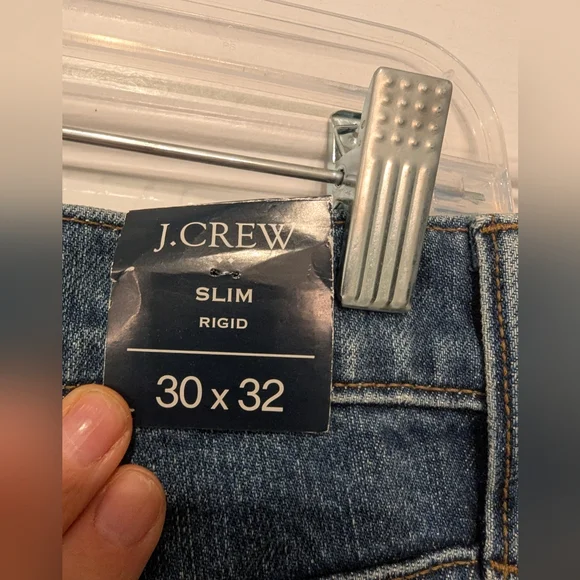 J.CREW
SLIM
RIGID
30 x 32